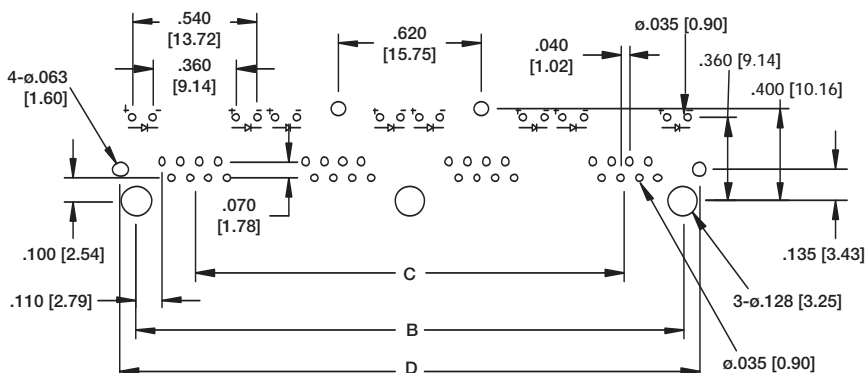 .540
[13.72]
.620
[15.75]
ø.035 [0.90]
.040
[1.02]
.360
[9.14]
.360 [9.14]
4-ø.063
[1.60]
.400 [10.16]
+ - + - + - + - + - + - + - + -
.070
[1.78]
.100 [2.54]
.135 [3.43]
C
.110 [2.79]
3-ø.128 [3.25]
B
ø.035 [0.90]
D